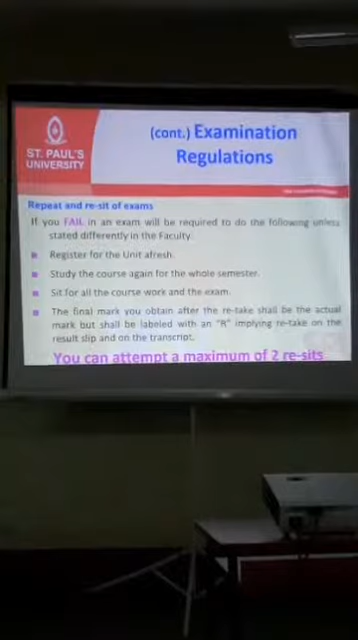 (cont.) Examination
Regulations
ST. PAUL'S
UNIVERSITY
Repeat and re-sit of exams
If you FAIL in an exam will be required to do the following unless
stated differently in the Faculty.
Register for the Unit afresh.
Study the course again for the whole semester.
Sit for all the course work and the exam.
The final mark you obtain after the re-take shall be the actual
mark but shall be labeled with an "R" implying re-take on the
result slip and on the transcript.
You can attempt a maximum of 2 re-sits